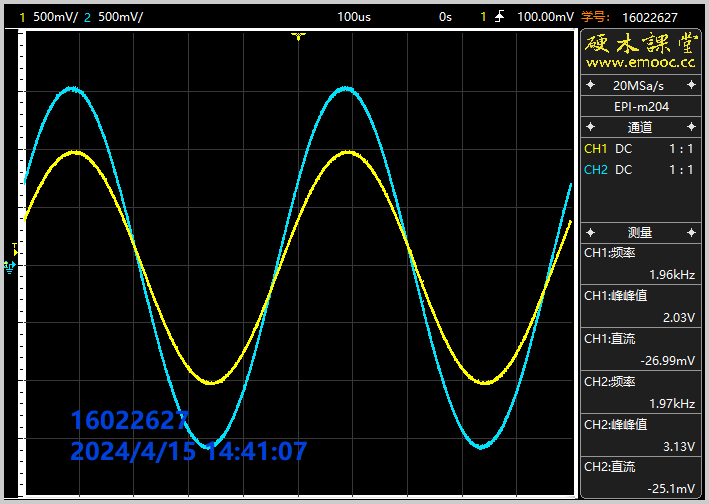 1 500mV/ 2 500mV/ 100us 0s 1 100.00mV 学号: 16022627
硬木課堂
www.emooc.cc
20MSa/s
EPI-m204
通道
CH1 DC 1 : 1
CH2 DC 1 : 1
测量
CH1:频率
1.96kHz
CH1:峰峰值
2.03V
CH1:直流
-26.99mV
CH2:频率
1.97kHz
CH2:峰峰值
3.13V
CH2:直流
-25.1mV
T
16022627
2024/4/15 14:41:07